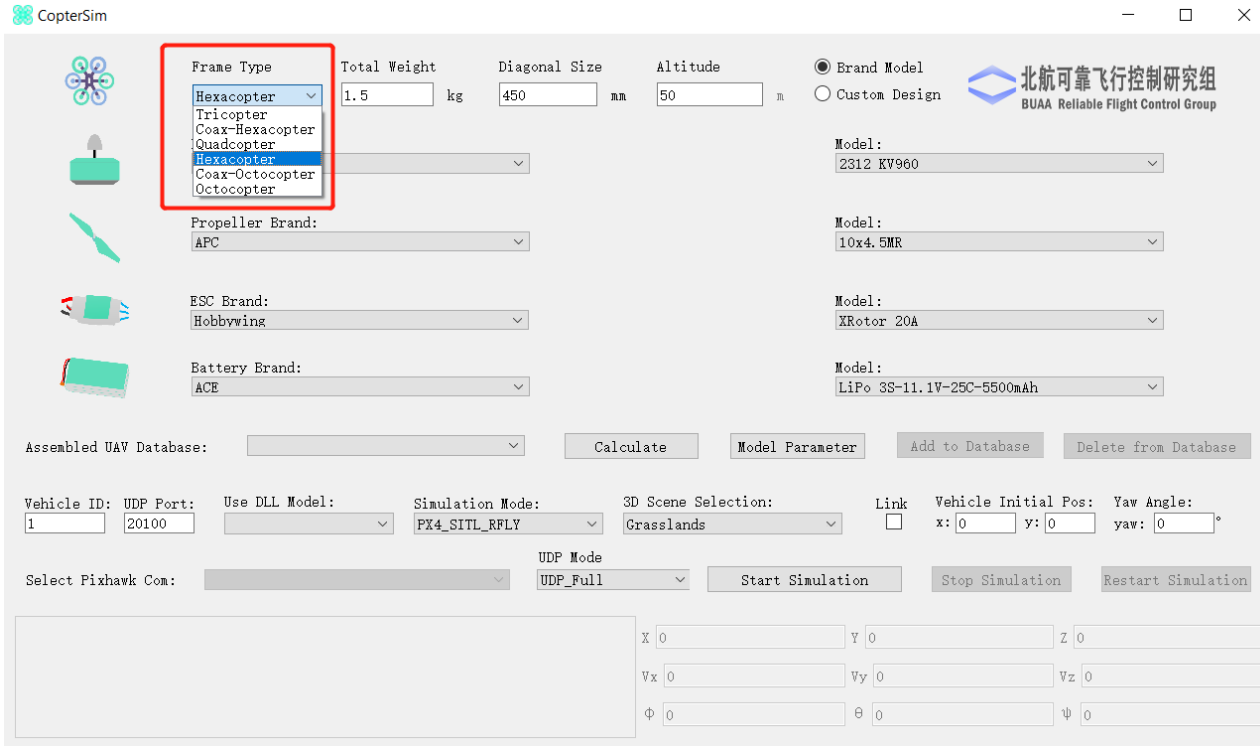 CopterSim
Frame Type Total Weight Diagonal Size Altitude Brand Model
Hexacopter 1.5 kg 450 mm 50 m Custom Design
北航可靠飞行控制研究组
BUAA Reliable Flight Control Group
Tricopter
Coax-Hexacopter
Quadcopter
Hexacopter
Coax-Octocopter
Octocopter
Model:
2312 KV960
Propeller Brand: Model:
APC 10x4.5MR
ESC Brand: Model:
Hobbywing XRotor 20A
Battery Brand: Model:
ACE LiPo 3S-11.1V-25C-5500mAh
Assembled UAV Database: Calculate Model Parameter Add to Database Delete from Database
Vehicle ID: UDP Port: Use DLL Model: Simulation Mode: 3D Scene Selection: Link Vehicle Initial Pos: Yaw Angle:
1 20100 PX4_SITL_RFLY Grasslands x: 0 y: 0 yaw: 0 °
UDP Mode
Select Pixhawk Com: UDP_Full Start Simulation Stop Simulation Restart Simulation
X 0 Y 0 Z 0
Vx 0 Vy 0 Vz 0
Φ 0 θ 0 ψ 0